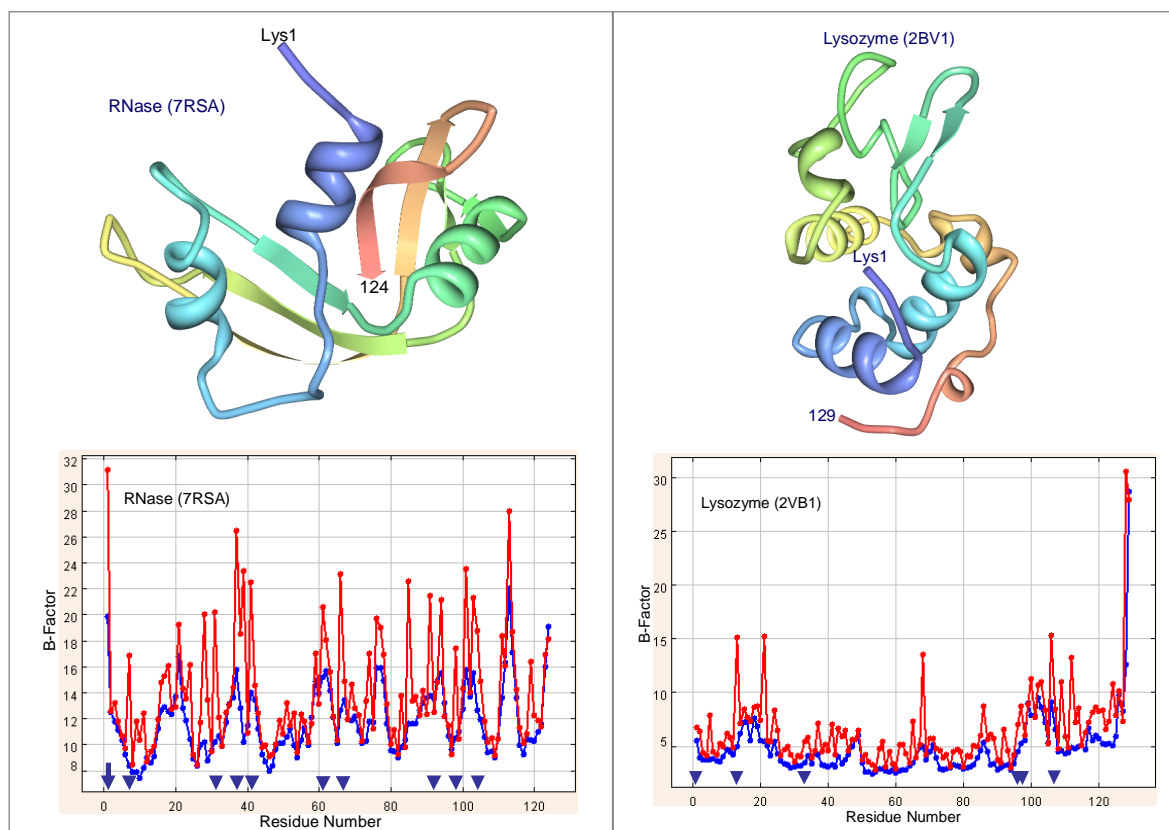 Lys1
RNase (7RSA)
124
Lysozyme (2BV1)
Lys1
129
32
30
28
26
24
22
20
18
16
14
12
10
8
B-Factor
RNase (7RSA)
0 20 40 60 80 100 120
Residue Number
30
25
20
15
10
5
B-Factor
Lysozyme (2VB1)
0 20 40 60 80 100 120
Residue Number